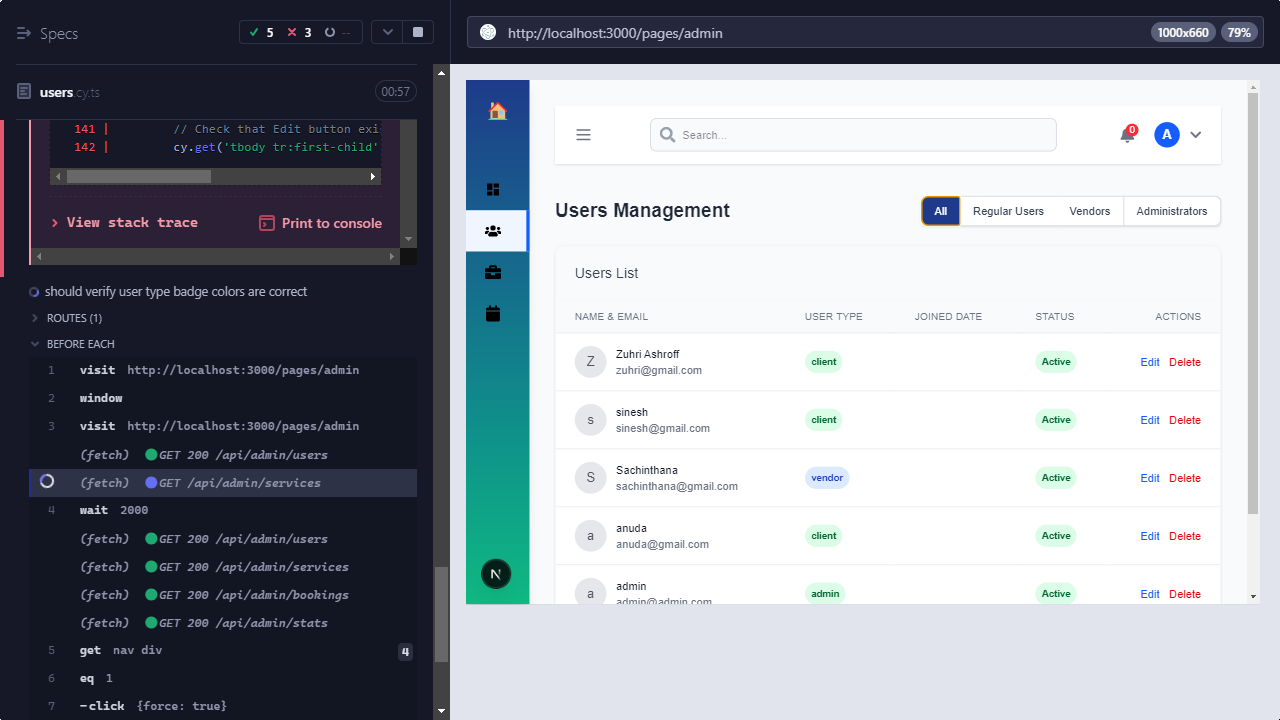 Specs
5 3 --
users.cy.ts
00:57
141 | // Check that Edit button exi
142 | cy.get('tbody tr:first-child'
> View stack trace
Print to console
should verify user type badge colors are correct
ROUTES (1)
BEFORE EACH
1 visit http://localhost:3000/pages/admin
2 window
3 visit http://localhost:3000/pages/admin
(fetch) GET 200 /api/admin/users
(fetch) GET /api/admin/services
4 wait 2000
(fetch) GET 200 /api/admin/users
(fetch) GET 200 /api/admin/services
(fetch) GET 200 /api/admin/bookings
(fetch) GET 200 /api/admin/stats
5 get nav div 4
6 eq 1
7 -click {force: true}
http://localhost:3000/pages/admin
1000x660
79%
Search...
0
A
Users Management
All
Regular Users
Vendors
Administrators
Users List
NAME & EMAIL USER TYPE JOINED DATE STATUS ACTIONS
Z Zuhri Ashroff zuhri@gmail.com client Active Edit Delete
s sinesh sinesh@gmail.com client Active Edit Delete
S Sachinthana sachinthana@gmail.com vendor Active Edit Delete
a anuda anuda@gmail.com client Active Edit Delete
a admin admin@admin.com admin Active Edit Delete
N